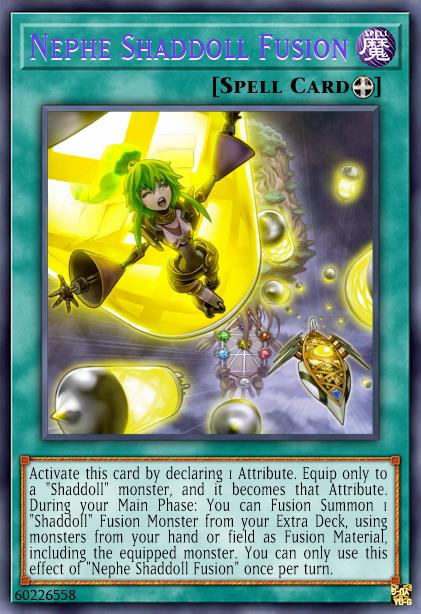 Nephe Shaddoll Fusion
SPELL
魔
[Spell Card]
Activate this card by declaring 1 Attribute. Equip only to
a "Shaddoll" monster, and it becomes that Attribute.
During your Main Phase: You can Fusion Summon 1
"Shaddoll" Fusion Monster from your Extra Deck, using
monsters from your hand or field as Fusion Material,
including the equipped monster. You can only use this
effect of "Nephe Shaddoll Fusion" once per turn.
60226558